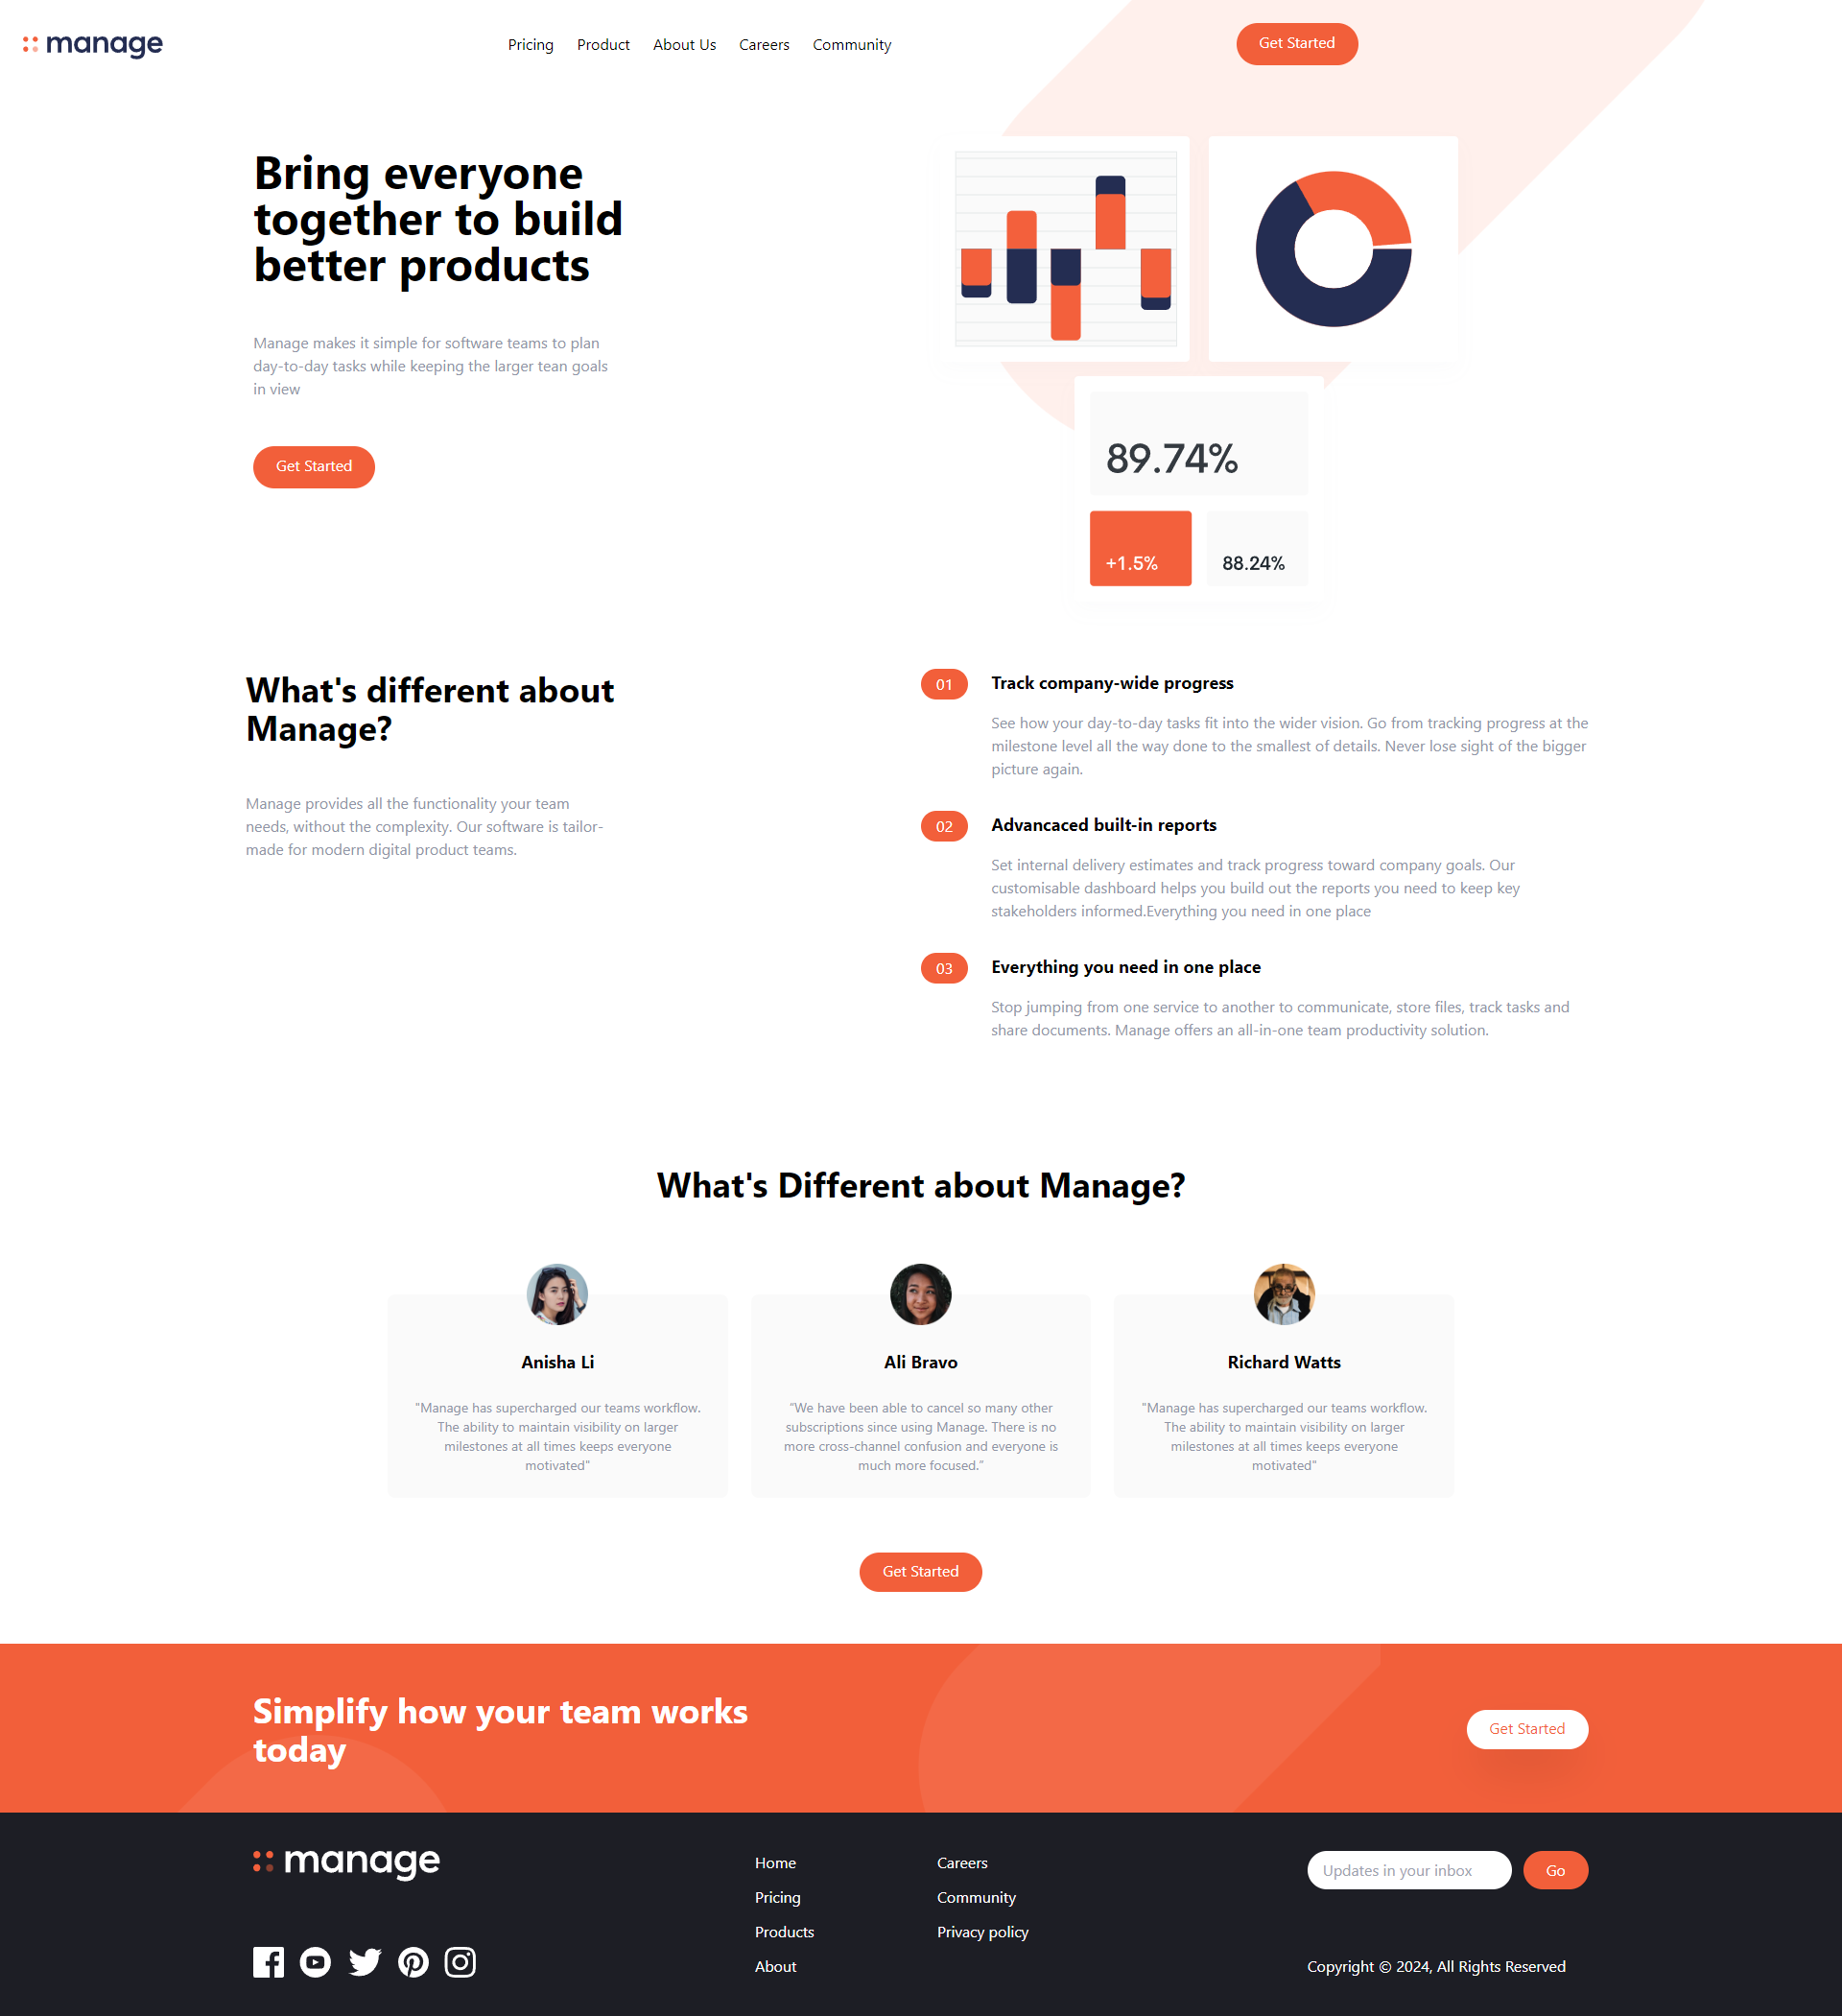 manage
Pricing Product About Us Careers Community
Get Started
Bring everyone
together to build
better products
Manage makes it simple for software teams to plan
day-to-day tasks while keeping the larger tean goals
in view
Get Started
89.74%
+1.5%
88.24%
What's different about
Manage?
Manage provides all the functionality your team
needs, without the complexity. Our software is tailor-
made for modern digital product teams.
01 Track company-wide progress
See how your day-to-day tasks fit into the wider vision. Go from tracking progress at the
milestone level all the way done to the smallest of details. Never lose sight of the bigger
picture again.
02 Advancaced built-in reports
Set internal delivery estimates and track progress toward company goals. Our
customisable dashboard helps you build out the reports you need to keep key
stakeholders informed.Everything you need in one place
03 Everything you need in one place
Stop jumping from one service to another to communicate, store files, track tasks and
share documents. Manage offers an all-in-one team productivity solution.
What's Different about Manage?
Anisha Li
"Manage has supercharged our teams workflow.
The ability to maintain visibility on larger
milestones at all times keeps everyone
motivated"
Ali Bravo
“We have been able to cancel so many other
subscriptions since using Manage. There is no
more cross-channel confusion and everyone is
much more focused.”
Richard Watts
"Manage has supercharged our teams workflow.
The ability to maintain visibility on larger
milestones at all times keeps everyone
motivated"
Get Started
Simplify how your team works
today
Get Started
manage
Home
Pricing
Products
About
Careers
Community
Privacy policy
Updates in your inbox
Go
Copyright © 2024, All Rights Reserved